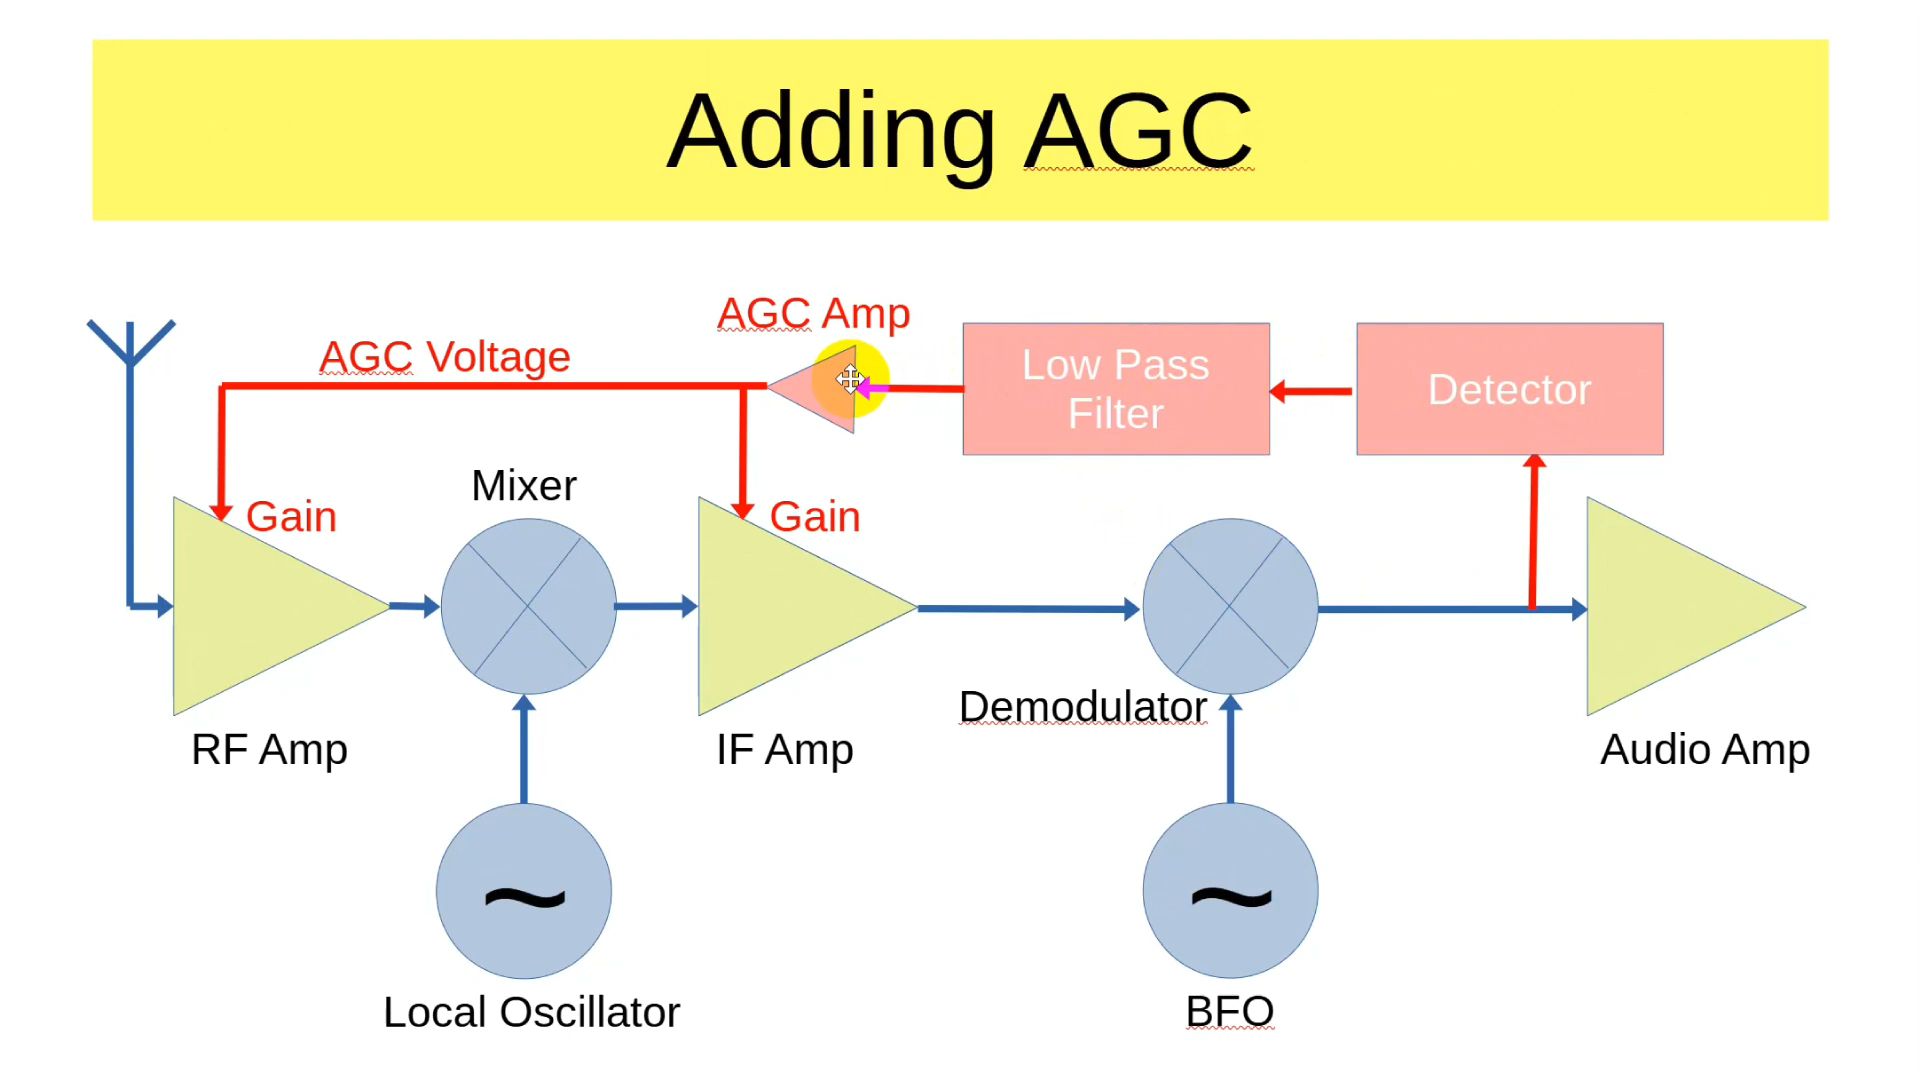 Adding AGC
AGC Amp
AGC Voltage
Low Pass
Filter
Detector
Mixer
Gain
Gain
Demodulator
RF Amp
IF Amp
Audio Amp
~
~
Local Oscillator
BFO